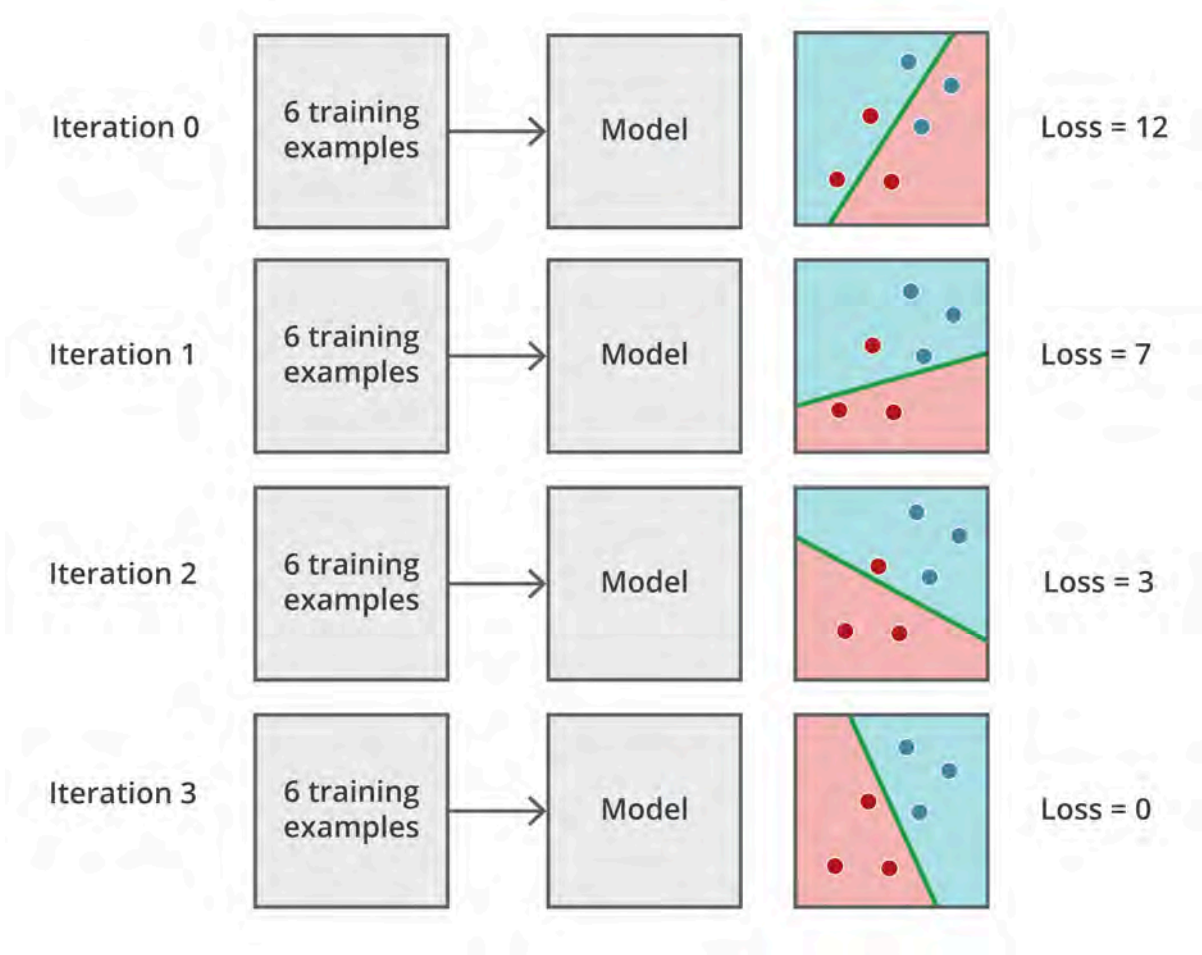 Iteration 0
6 training
examples
Model
Loss = 12
Iteration 1
6 training
examples
Model
Loss = 7
Iteration 2
6 training
examples
Model
Loss = 3
Iteration 3
6 training
examples
Model
Loss = 0